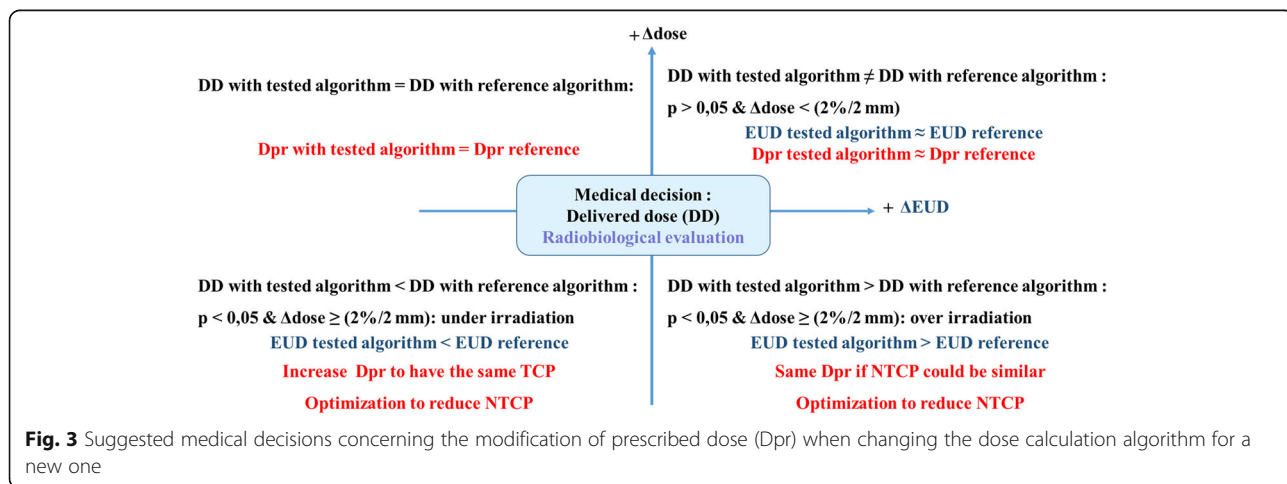 + Δdose
DD with tested algorithm = DD with reference algorithm:
Dpr with tested algorithm = Dpr reference
DD with tested algorithm ≠ DD with reference algorithm :
p > 0,05 & Δdose < (2%/2 mm)
EUD tested algorithm ≈ EUD reference
Dpr tested algorithm ≈ Dpr reference
Medical decision :
Delivered dose (DD)
Radiobiological evaluation
+ ΔEUD
DD with tested algorithm < DD with reference algorithm :
p < 0,05 & Δdose ≥ (2%/2 mm): under irradiation
EUD tested algorithm < EUD reference
Increase Dpr to have the same TCP
Optimization to reduce NTCP
DD with tested algorithm > DD with reference algorithm :
p < 0,05 & Δdose ≥ (2%/2 mm): over irradiation
EUD tested algorithm > EUD reference
Same Dpr if NTCP could be similar
Optimization to reduce NTCP
Fig. 3 Suggested medical decisions concerning the modification of prescribed dose (Dpr) when changing the dose calculation algorithm for a
new one